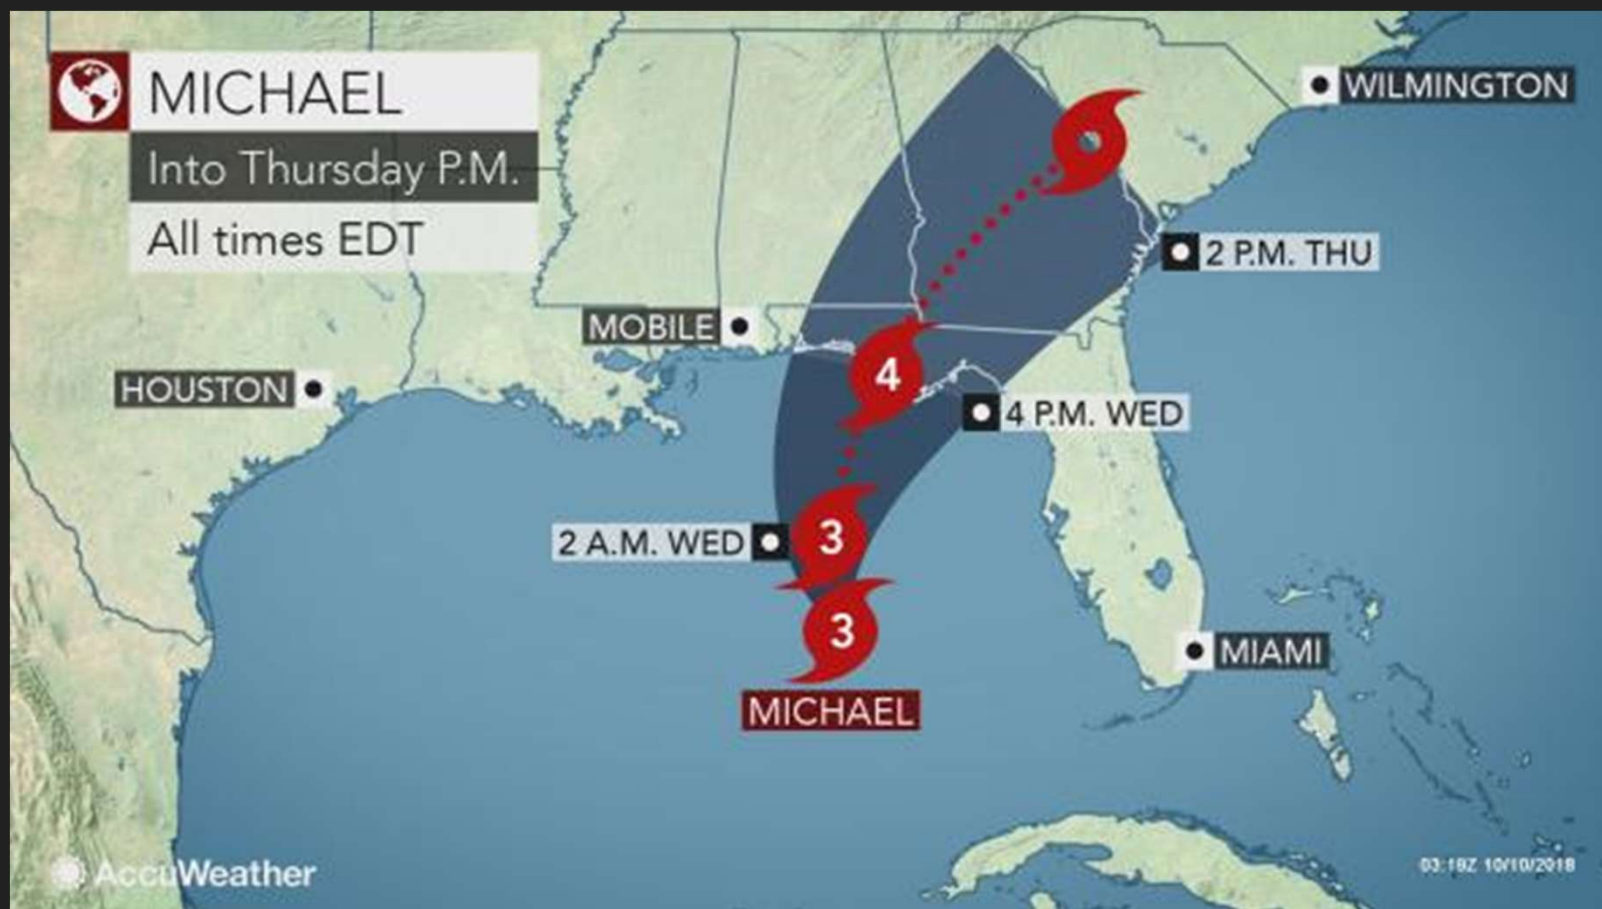 MICHAEL
Into Thursday P.M.
All times EDT
WILMINGTON
2 P.M. THU
MOBILE
4
HOUSTON
4 P.M. WED
2 A.M. WED
3
3
MICHAEL
MIAMI
AccuWeather
03:19Z 10/10/2018